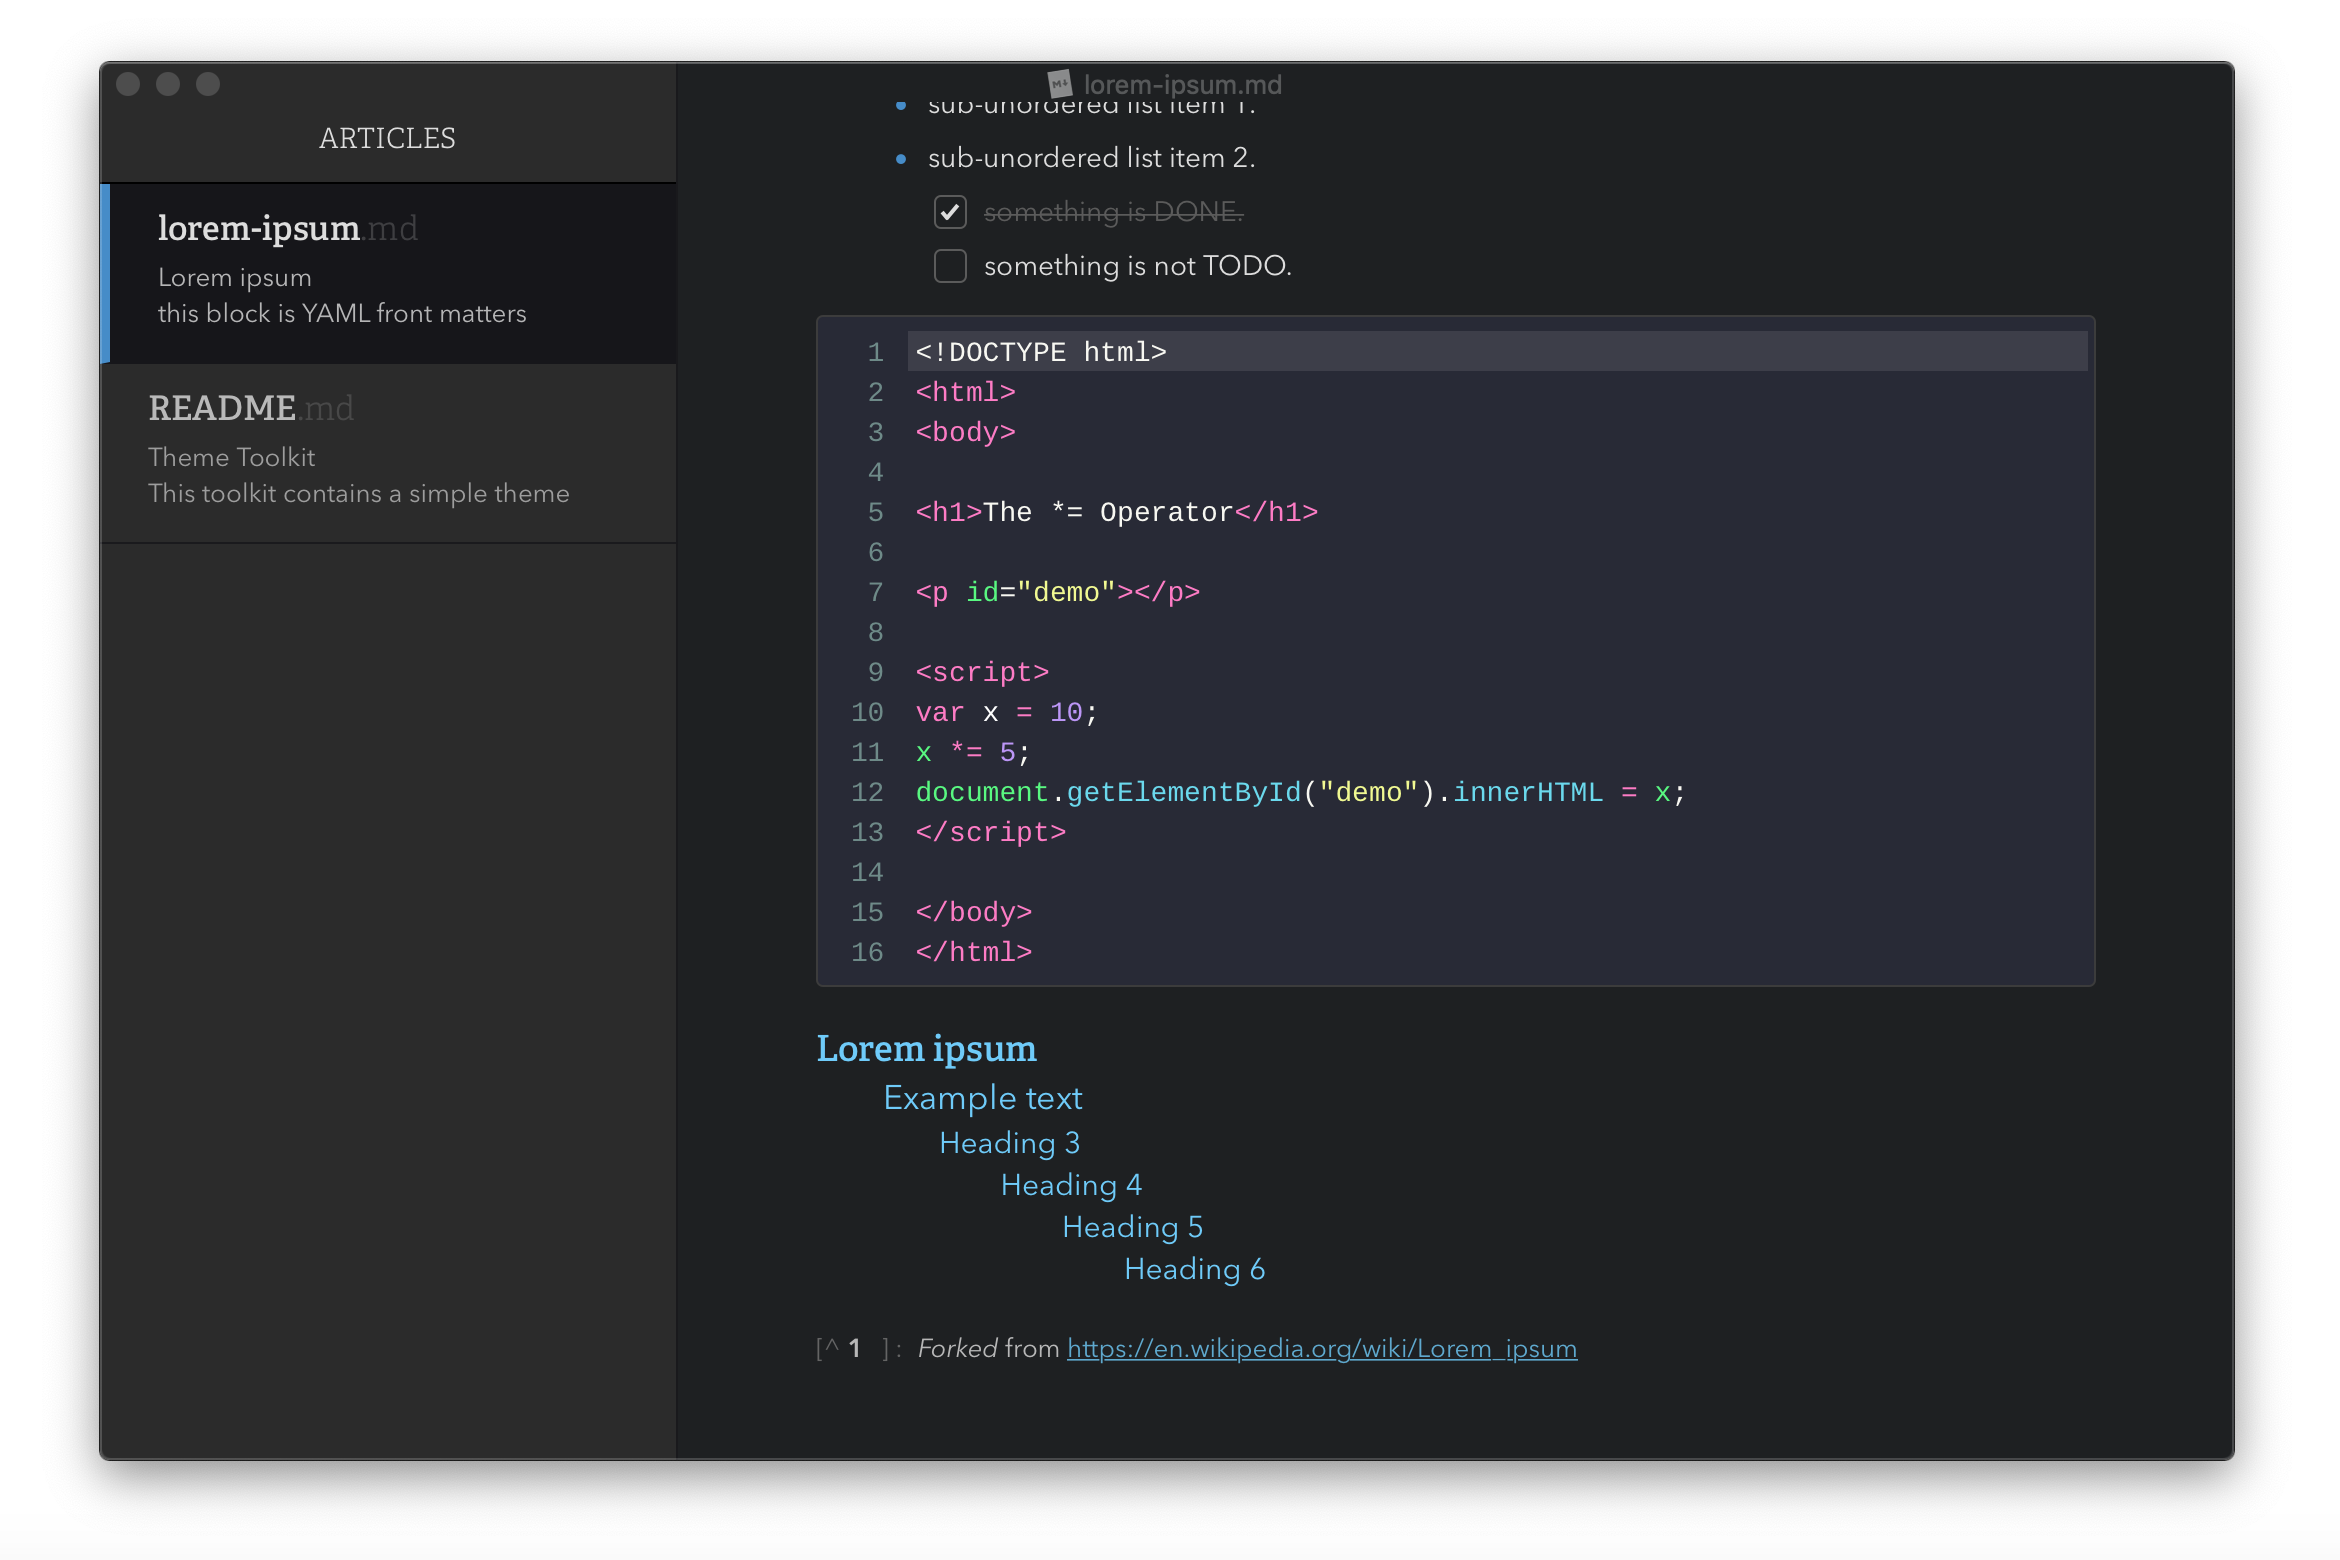 lorem-ipsum.md
ARTICLES
lorem-ipsum.md
Lorem ipsum
this block is YAML front matters
README.md
Theme Toolkit
This toolkit contains a simple theme
sub-unordered list item 1.
sub-unordered list item 2.
something is DONE.
something is not TODO.
1 <!DOCTYPE html>
2 <html>
3 <body>
4
5 <h1>The *= Operator</h1>
6
7 <p id="demo"></p>
8
9 <script>
10 var x = 10;
11 x *= 5;
12 document.getElementById("demo").innerHTML = x;
13 </script>
14
15 </body>
16 </html>
Lorem ipsum
Example text
Heading 3
Heading 4
Heading 5
Heading 6
[^ 1 ]: Forked from https://en.wikipedia.org/wiki/Lorem_ipsum